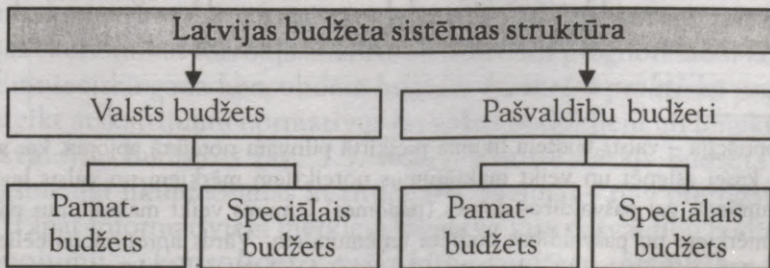 Latvijas budžeta sistēmas struktūra
Valsts budžets
Pašvaldību budžeti
Pamat-
budžets
Speciālais
budžets
Pamat-
budžets
Speciālais
budžets